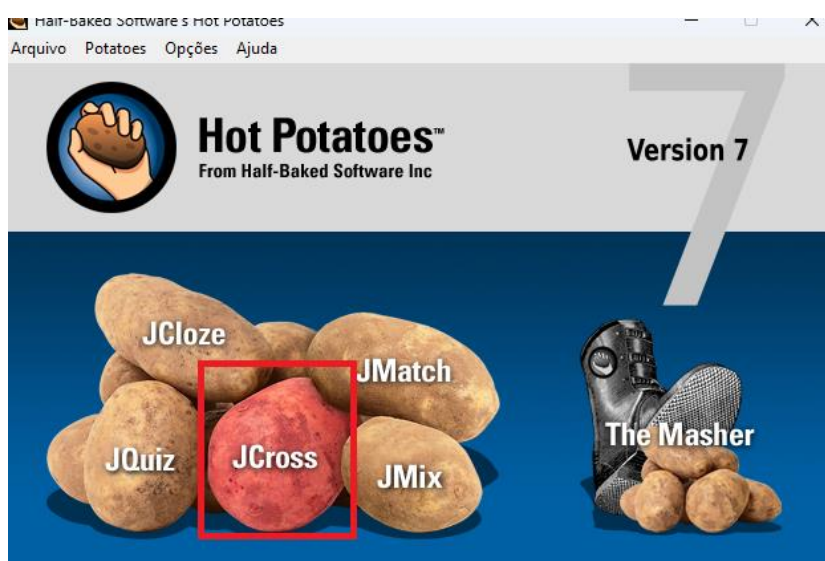 Half-Baked Software's Hot Potatoes
Arquivo Potatoes Opções Ajuda
Hot Potatoes™
From Half-Baked Software Inc
Version 7
7
JCloze
JMatch
JQuiz
JCross
JMix
The Masher